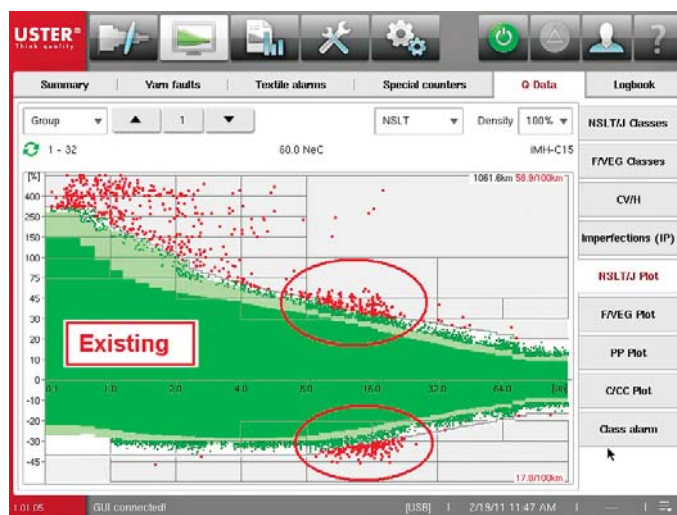 USTER®
Think quality
?
Summary | Yarn faults | Textile alarms | Special counters | Q Data | Logbook
Group 1 NSLT Density 100%
1 - 32 60.0 NeC IMH-C15
NSLT/J Classes
F/VEG Classes
CV/H
Imperfections (IP)
NSLT/J Plot
F/VEG Plot
PP Plot
C/CC Plot
Class alarm
[%] 1061.6km 58.9/100km
400
250
150
100
75
45
30
20
10
0
-10
-20
-30
-45
Existing
0.1 1.0 2.0 4.0 8.0 16.0 32.0 64.0
17.8/100km
1.01.05 GUI connected! [USB] | 2/19/11 11:47 AM | — |